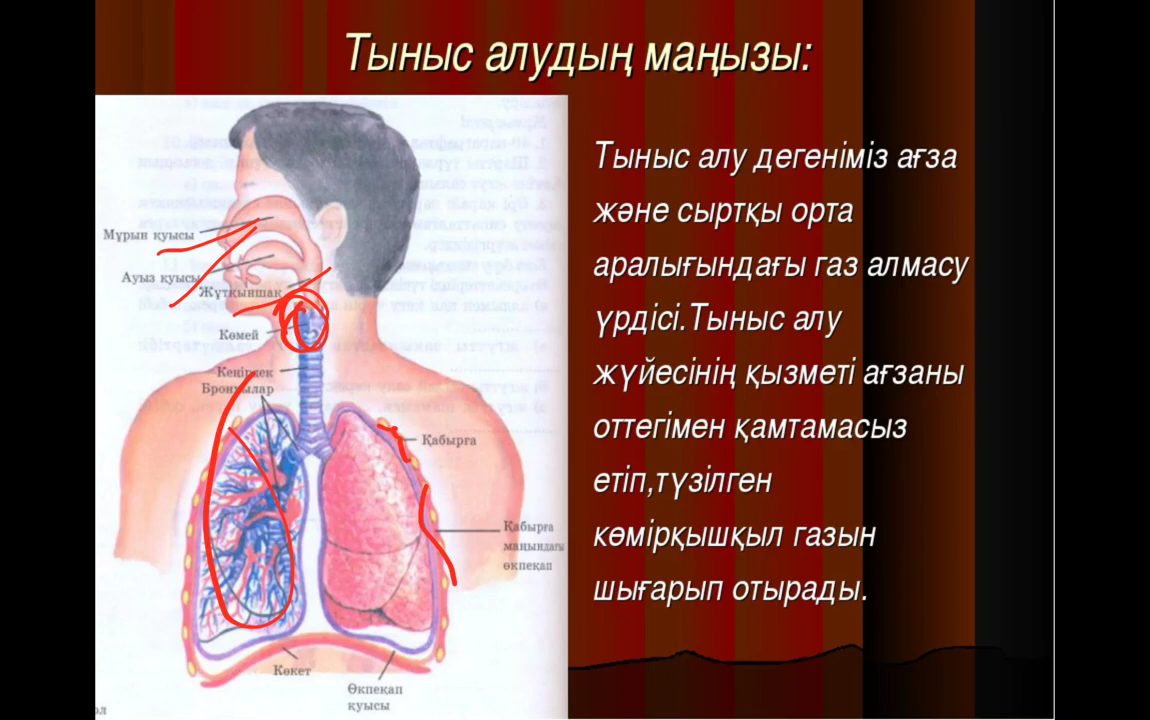 Тыныс алудың маңызы:
Тыныс алу дегеніміз ағза
және сыртқы орта
аралығындағы газ алмасу
үрдісі.Тыныс алу
жүйесінің қызметі ағзаны
оттегімен қамтамасыз
етіп,түзілген
көмірқышқыл газын
шығарып отырады.
Мұрын қуысы
Ауыз қуысы
Жұтқыншақ
Көмей
Кеңірдек
Бронхылар
Қабырға
Қабырға
маңындағы
өкпеқап
Көкет
Өкпеқап
қуысы